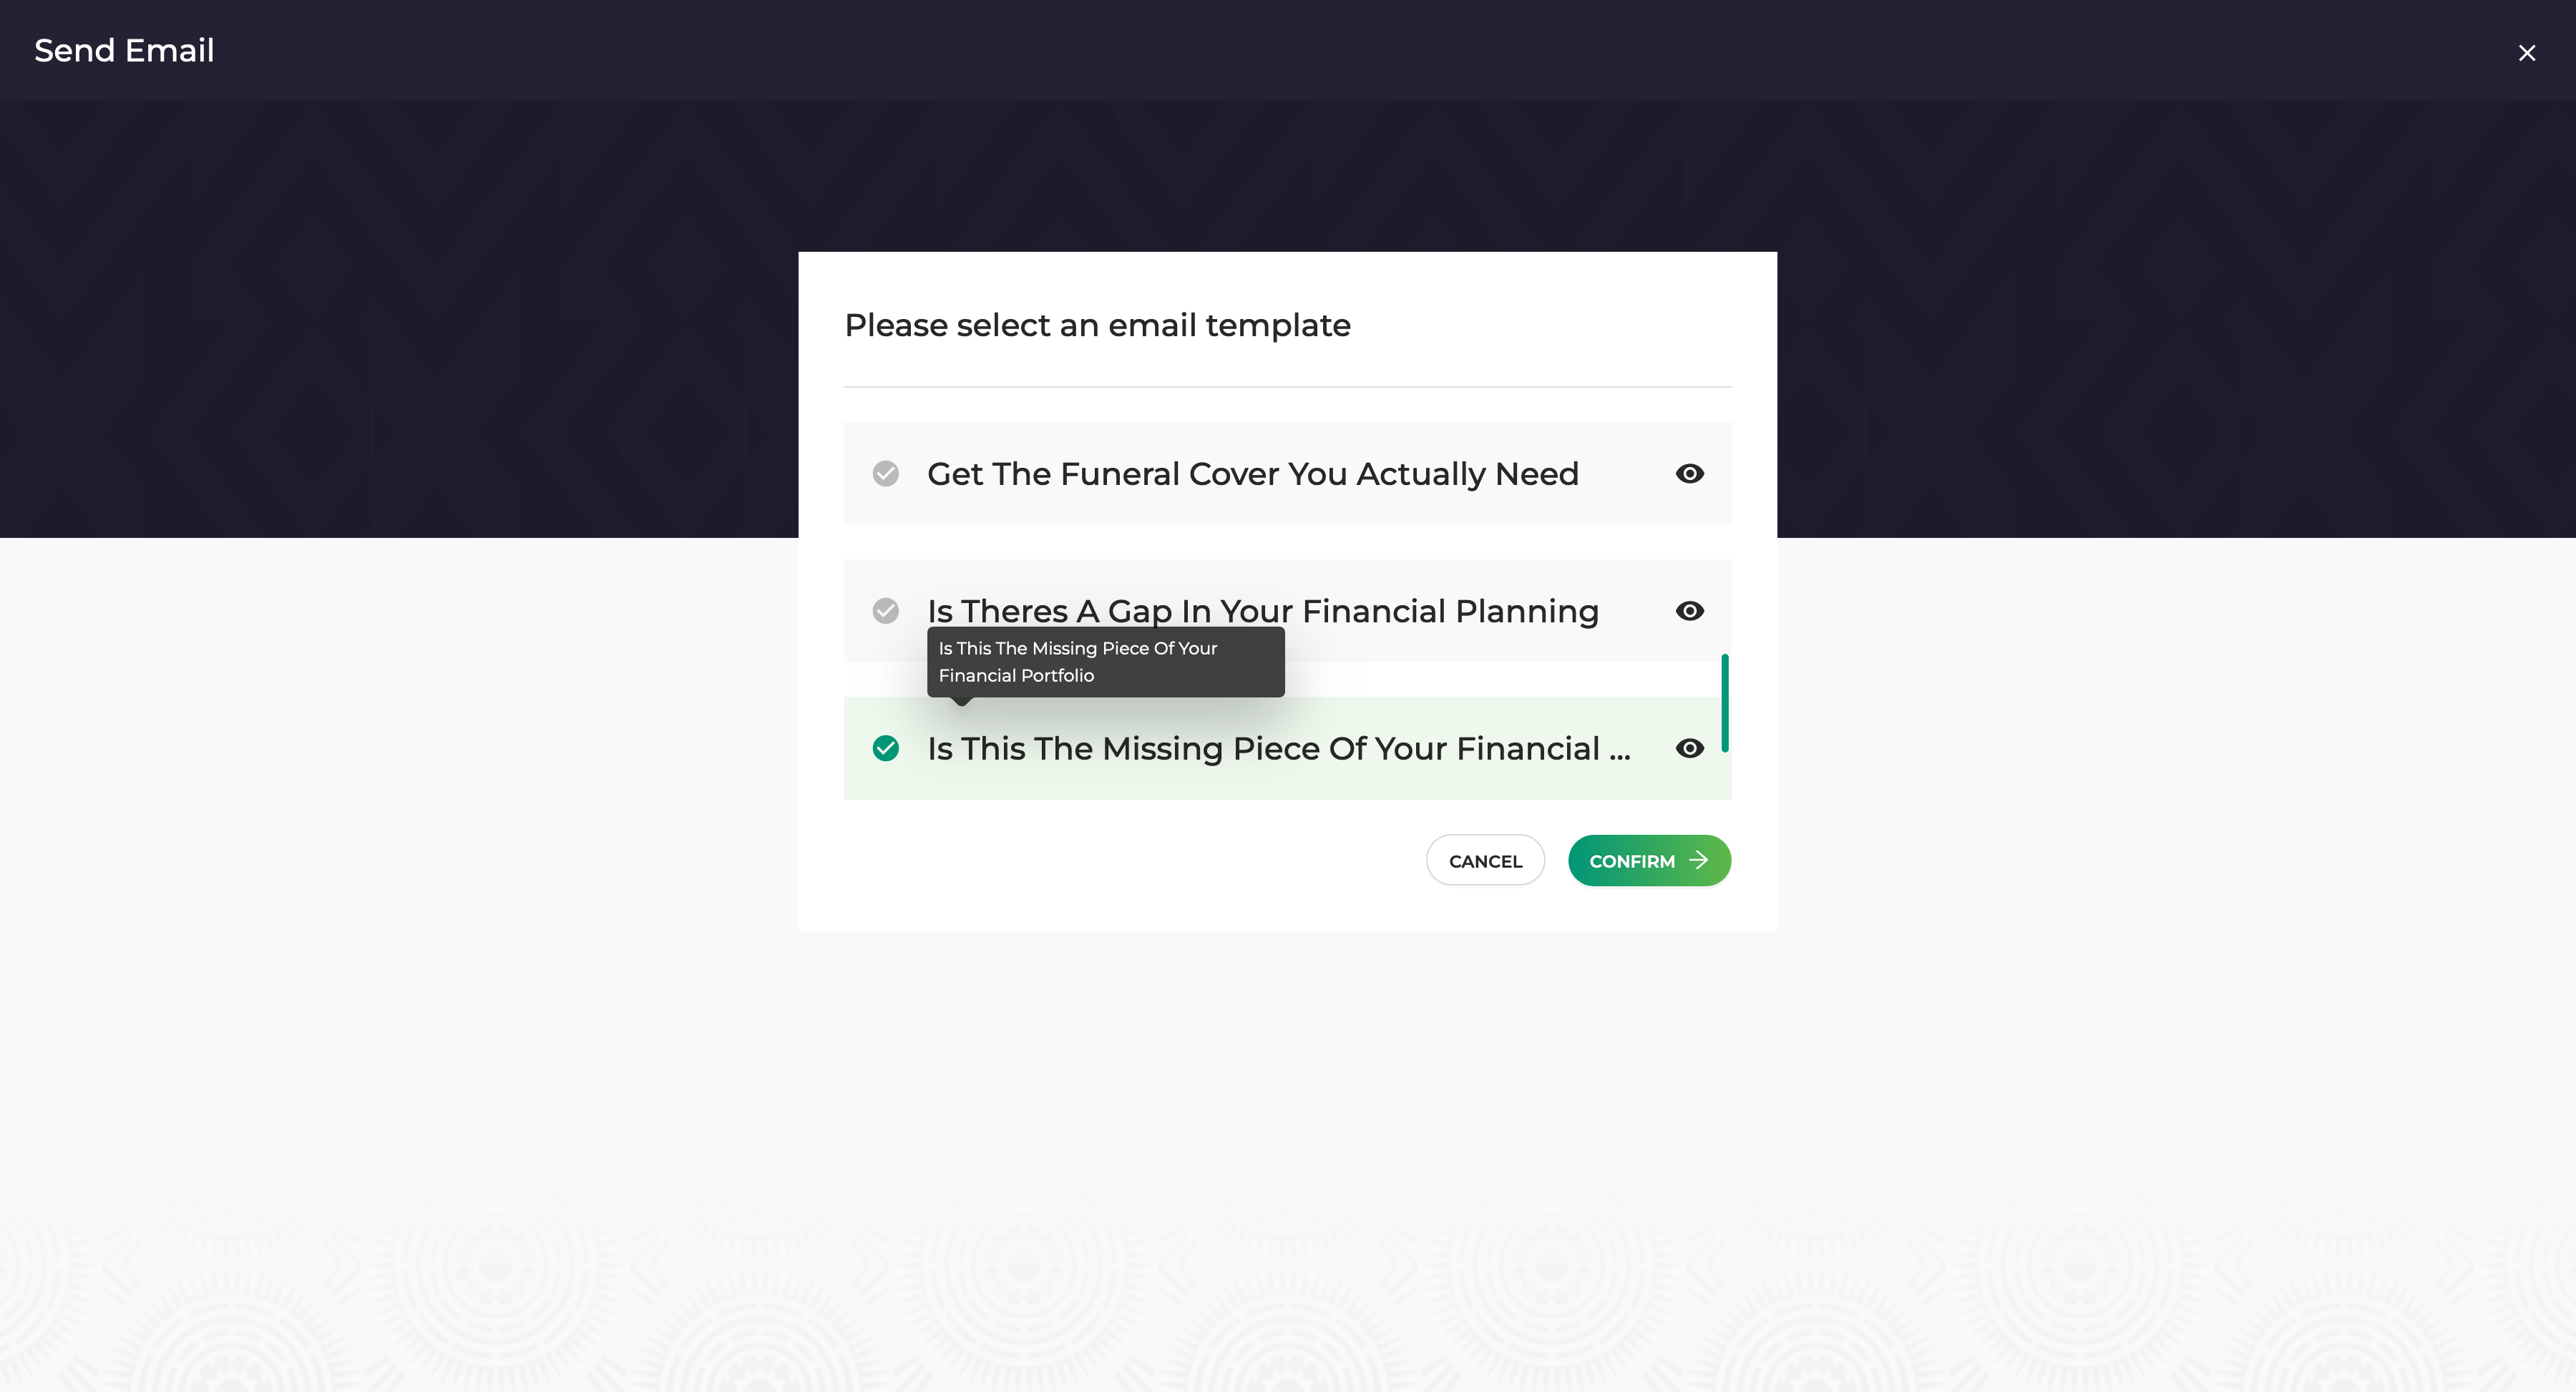 Send Email
Please select an email template
Get The Funeral Cover You Actually Need
Is Theres A Gap In Your Financial Planning
Is This The Missing Piece Of Your
Financial Portfolio
Is This The Missing Piece Of Your Financial ...
CANCEL
CONFIRM